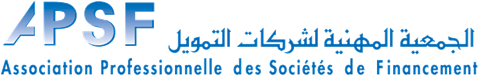 APSF الجمعية المهنية لشركات التمويل
Association Professionnelle des Sociétés de Financement